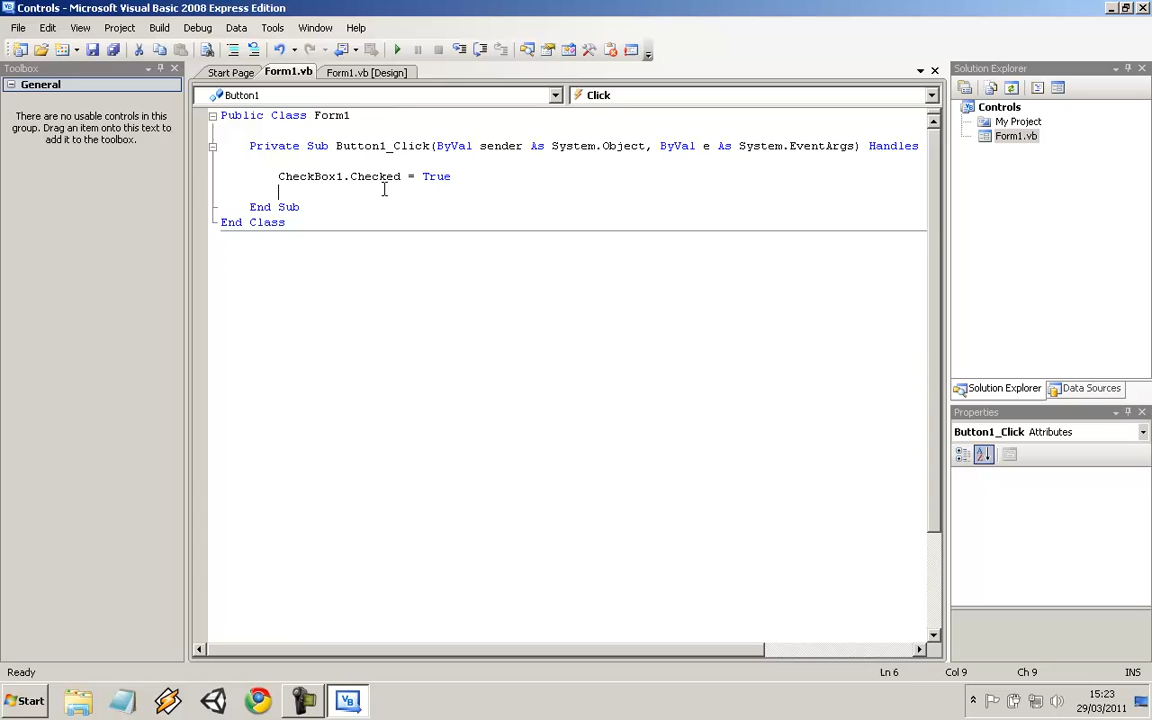 Controls - Microsoft Visual Basic 2008 Express Edition
File Edit View Project Build Debug Data Tools Window Help
Toolbox
General
There are no usable controls in this
group. Drag an item onto this text to
add it to the toolbox.
Start Page Form1.vb Form1.vb [Design]
Button1 Click
Public Class Form1
Private Sub Button1_Click(ByVal sender As System.Object, ByVal e As System.EventArgs) Handles
CheckBox1.Checked = True
End Sub
End Class
Solution Explorer
Controls
My Project
Form1.vb
Solution Explorer Data Sources
Properties
Button1_Click Attributes
Ready Ln 6 Col 9 Ch 9 INS
Start VB 15:23
29/03/2011